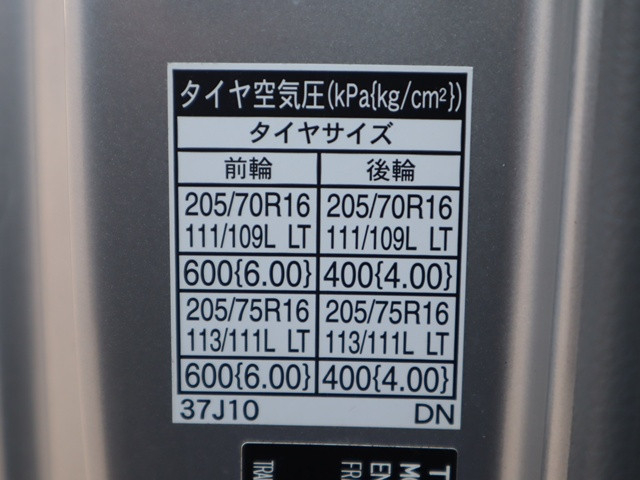 タイヤ空気圧(kPa{kg/cm²})
タイヤサイズ
前輪 後輪
205/70R16 205/70R16
111/109L LT 111/109L LT
600{6.00} 400{4.00}
205/75R16 205/75R16
113/111L LT 113/111L LT
600{6.00} 400{4.00}
37J10 DN